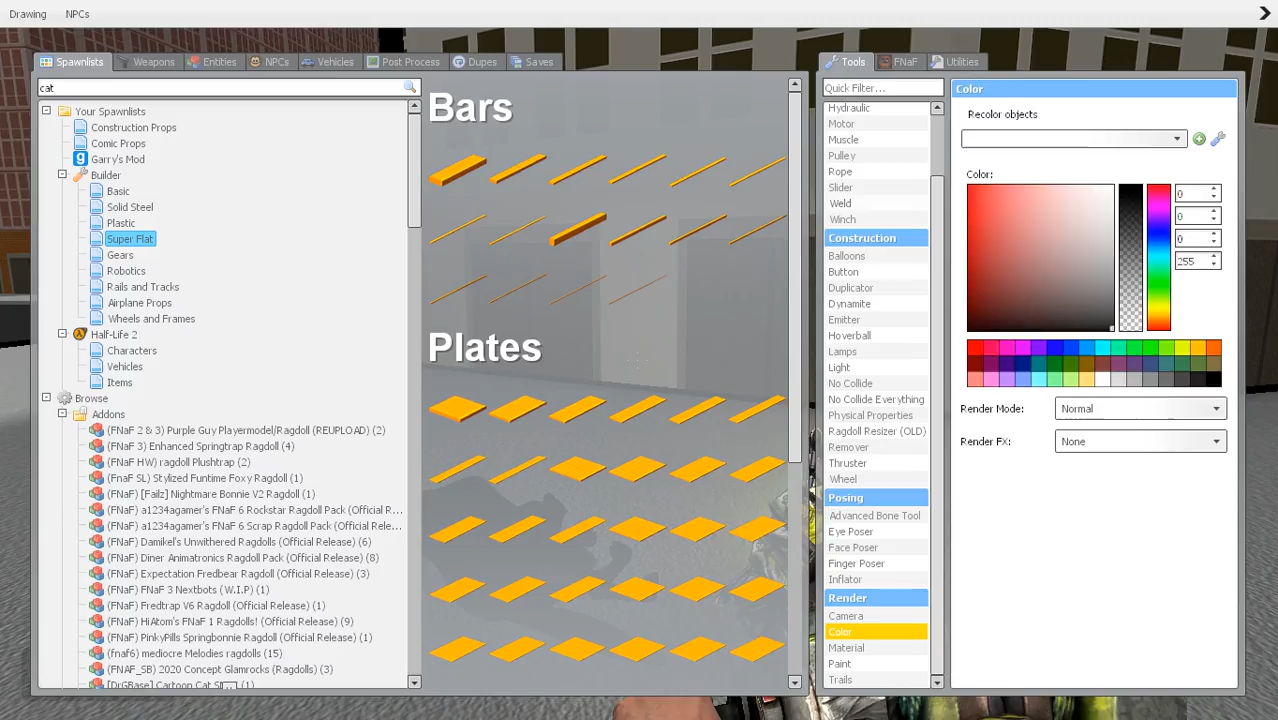 Drawing NPCs
Spawnlists Weapons Entities NPCs Vehicles Post Process Dupes Saves
cat
Your Spawnlists
Construction Props
Comic Props
Garry's Mod
Builder
Basic
Solid Steel
Plastic
Super Flat
Gears
Robotics
Rails and Tracks
Airplane Props
Wheels and Frames
Half-Life 2
Characters
Vehicles
Items
Browse
Addons
(FNaF 2 & 3) Purple Guy Playermodel/Ragdoll (REUPLOAD) (2)
(FNAF 3) Enhanced Springtrap Ragdoll (4)
(FNAF HW) ragdoll Plushtrap (2)
(FnaF SL) Stylized Funtime Foxy Ragdoll (1)
(FNAF) [Failz] Nightmare Bonnie V2 Ragdoll (1)
(FNAF) a1234agamer's FNAF 6 Rockstar Ragdoll Pack (Official R...
(FNAF) a1234agamer's FNAF 6 Scrap Ragdoll Pack (Official Rele...
(FNAF) Damikel's Unwithered Ragdolls (Official Release) (6)
(FNAF) Diner Animatronics Ragdoll Pack (Official Release) (8)
(FNAF) Expectation Fredbear Ragdoll (Official Release) (3)
(FNAF) FNAF 3 Nextbots (W.I.P) (1)
(FNAF) Fredtrap V6 Ragdoll (Official Release) (1)
(FNAF) PinkyPills Springbonnie Ragdoll (Official Release) (1)
(fnaf6) mediocre Melodies ragdolls (15)
(FNAF_SB) 2020 Concept Glamrocks (Ragdolls) (3)
[DrGBase] Cartoon Cat
Bars
Plates
Tools FNaF Utilities
Quick Filter...
Hydraulic
Motor
Muscle
Pulley
Rope
Slider
Weld
Winch
Construction
Balloons
Button
Duplicator
Dynamite
Emitter
Hoverball
Lamps
Light
No Collide
No Collide Everything
Physical Properties
Ragdoll Resizer (OLD)
Remover
Thruster
Wheel
Posing
Advanced Bone Tool
Eye Poser
Face Poser
Finger Poser
Inflator
Render
Camera
Color
Material
Paint
Trails
Color
Recolor objects
Color:
0
0
0
255
Render Mode: Normal
Render FX: None